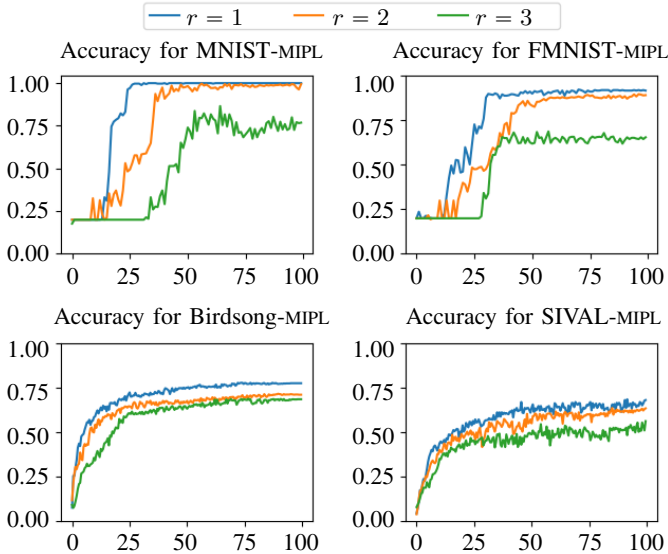 r = 1 r = 2 r = 3
Accuracy for MNIST-MIPL Accuracy for FMNIST-MIPL
1.00 1.00
0.75 0.75
0.50 0.50
0.25 0.25
0.00 0.00
0 25 50 75 100 0 25 50 75 100
Accuracy for Birdsong-MIPL Accuracy for SIVAL-MIPL
1.00 1.00
0.75 0.75
0.50 0.50
0.25 0.25
0.00 0.00
0 25 50 75 100 0 25 50 75 100